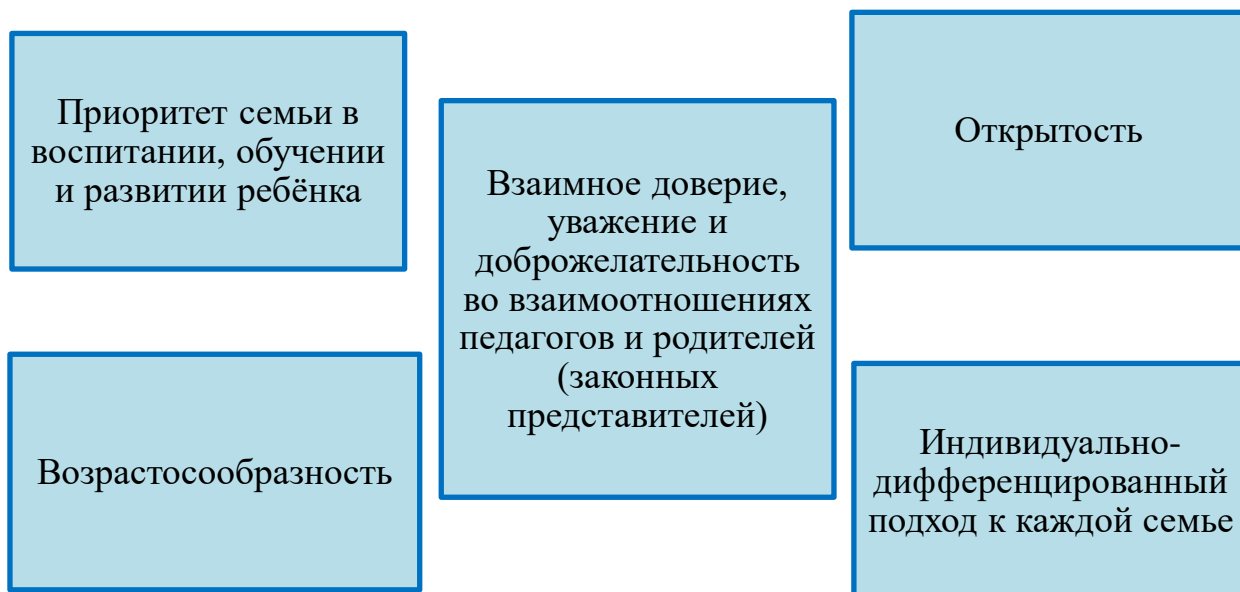 Приоритет семьи в
воспитании, обучении
и развитии ребёнка
Взаимное доверие,
уважение и
доброжелательность
во взаимоотношениях
педагогов и родителей
(законных
представителей)
Открытость
Возрастосообразность
Индивидуально-
дифференцированный
подход к каждой семье